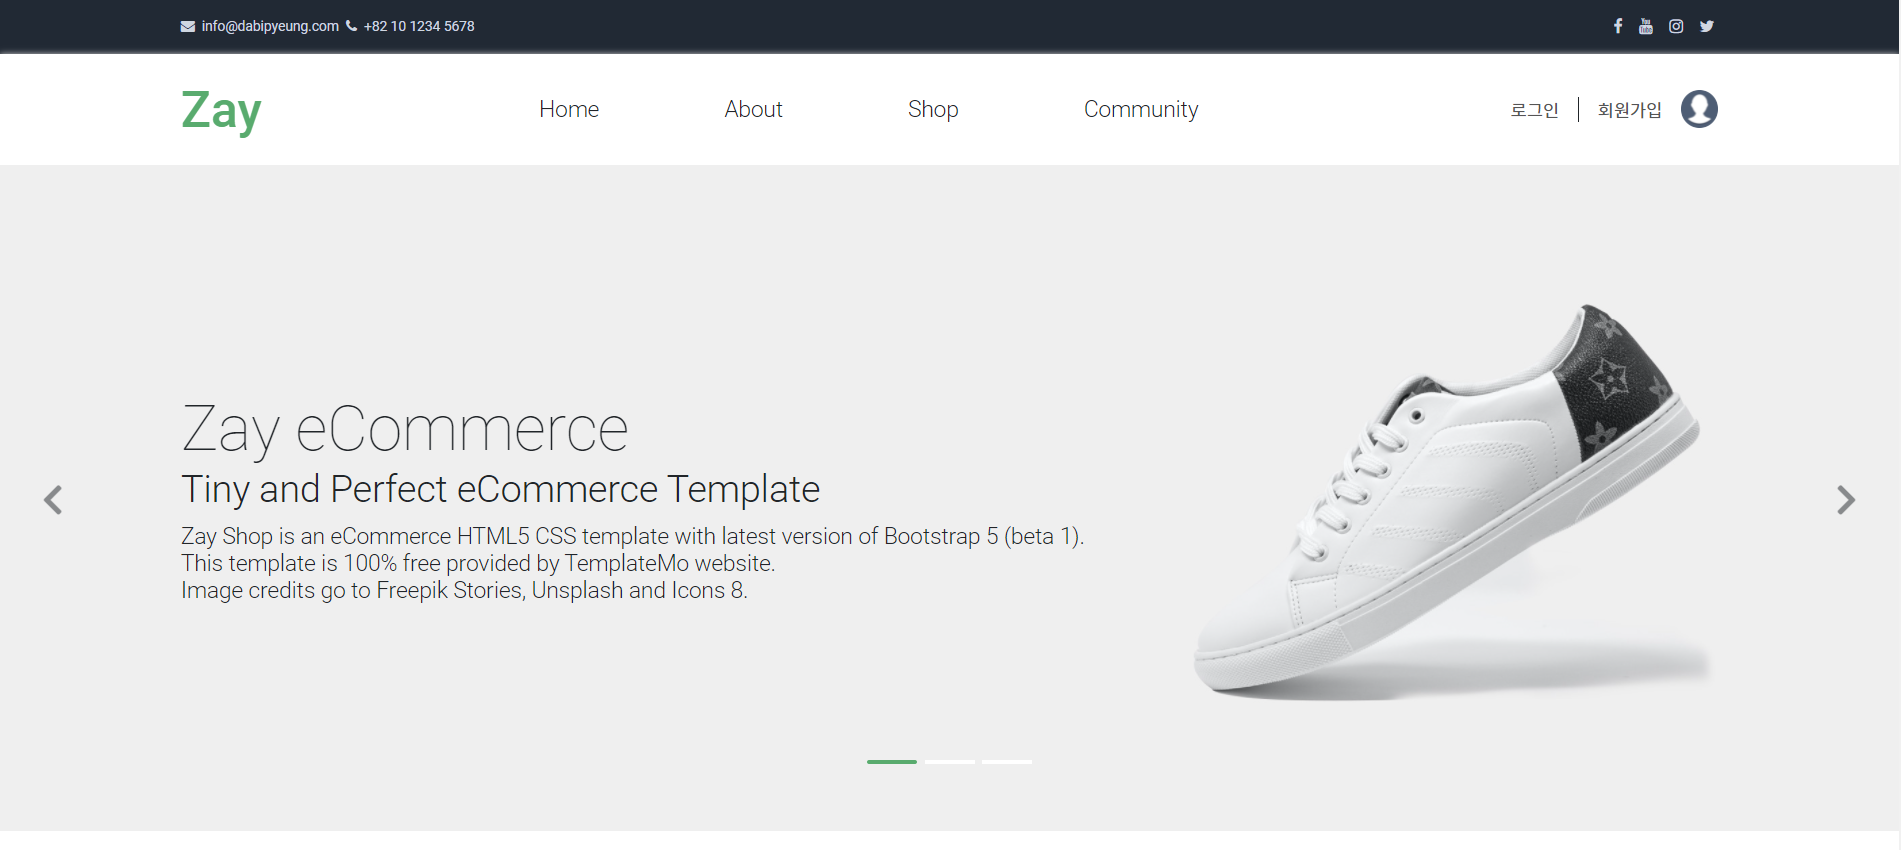 info@dabipyeung.com +82 10 1234 5678
Zay Home About Shop Community 로그인 회원가입
Zay eCommerce
Tiny and Perfect eCommerce Template
Zay Shop is an eCommerce HTML5 CSS template with latest version of Bootstrap 5 (beta 1).
This template is 100% free provided by TemplateMo website.
Image credits go to Freepik Stories, Unsplash and Icons 8.